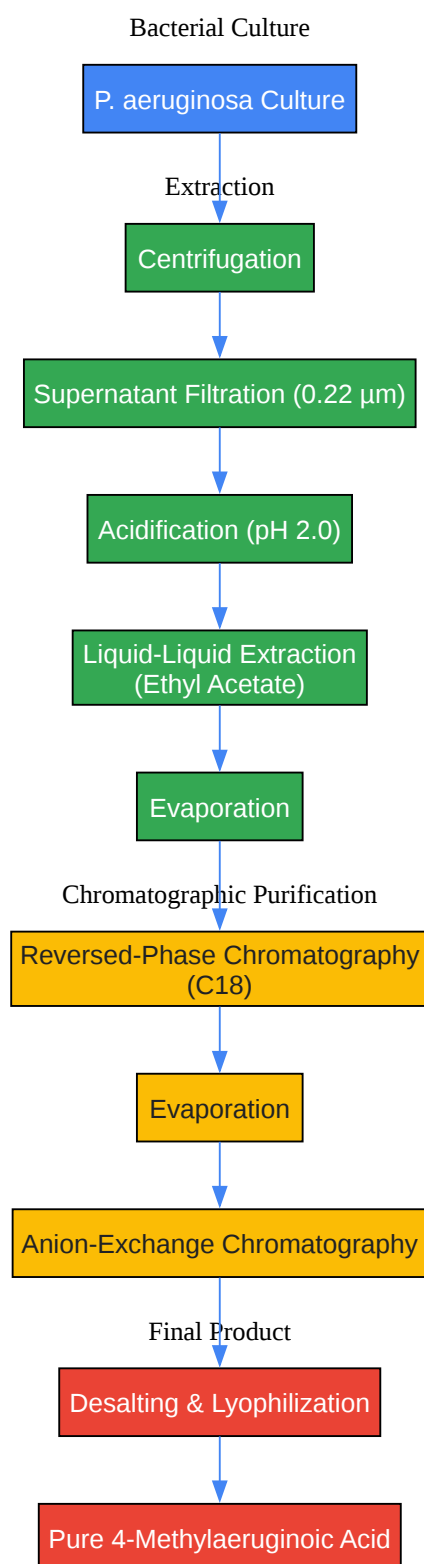 Bacterial Culture
P. aeruginosa Culture
Extraction
Centrifugation
Supernatant Filtration (0.22 µm)
Acidification (pH 2.0)
Liquid-Liquid Extraction
(Ethyl Acetate)
Evaporation
Chromatographic Purification
Reversed-Phase Chromatography
(C18)
Evaporation
Anion-Exchange Chromatography
Final Product
Desalting & Lyophilization
Pure 4-Methylaeruginoic Acid